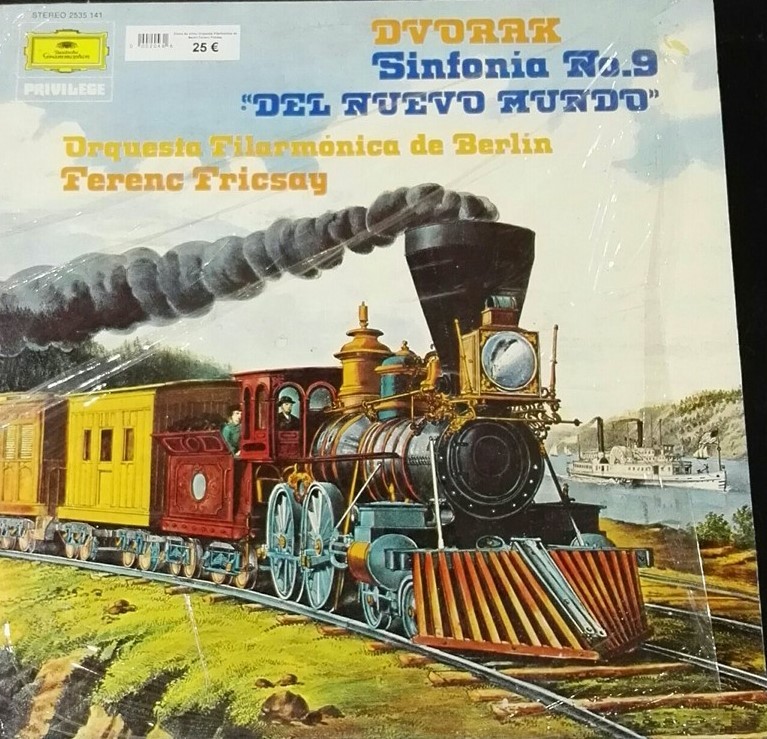 STEREO 2535 141
Deutsche
Grammophon
PRIVILEGE
25 €
DVORAK
Sinfonia No.9
“DEL NUEVO MUNDO”
Orquesta Filarmónica de Berlin
Ferenc Fricsay